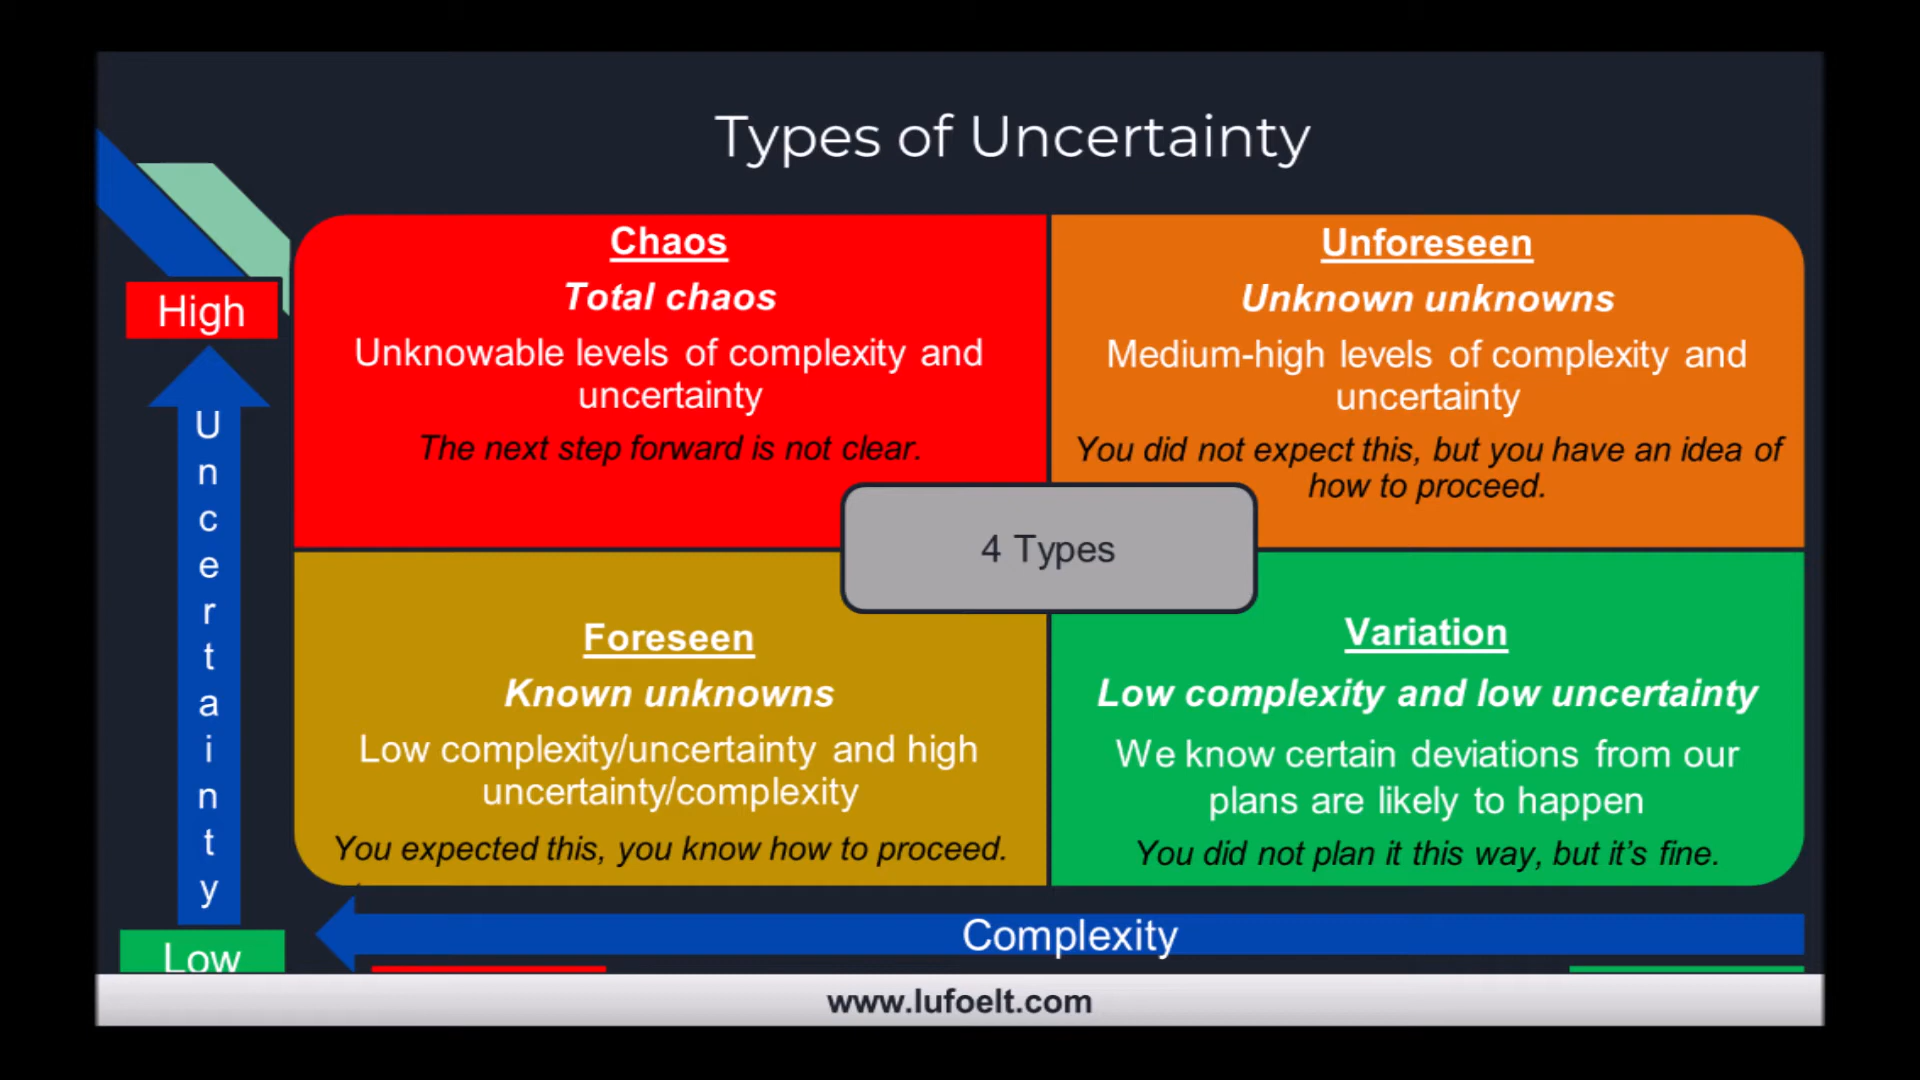 Types of Uncertainty
Chaos
Total chaos
Unknowable levels of complexity and
uncertainty
The next step forward is not clear.
Unforeseen
Unknown unknowns
Medium-high levels of complexity and
uncertainty
You did not expect this, but you have an idea of
how to proceed.
4 Types
Foreseen
Known unknowns
Low complexity/uncertainty and high
uncertainty/complexity
You expected this, you know how to proceed.
Variation
Low complexity and low uncertainty
We know certain deviations from our
plans are likely to happen
You did not plan it this way, but it's fine.
High
Uncertainty
Low
Complexity
www.lufoelt.com